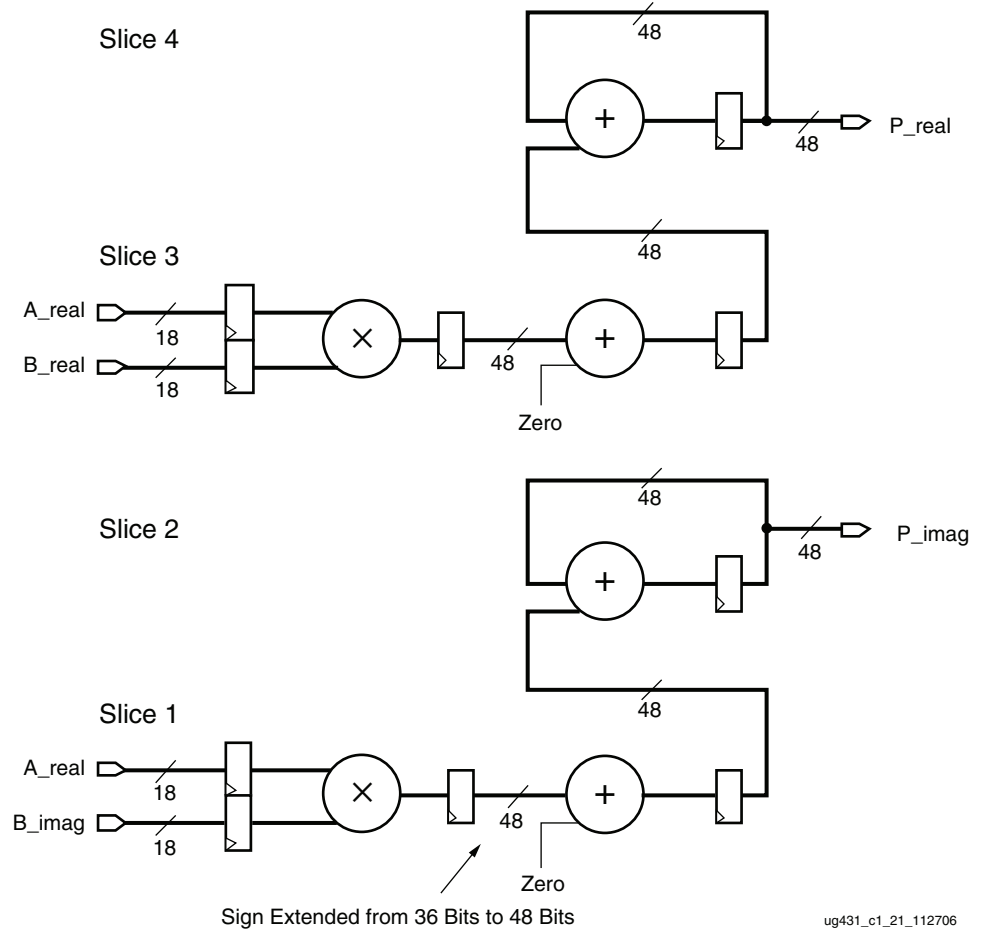 Slice 4
48
+
48
P_real
48
Slice 3
A_real
18
B_real
18
×
48
+
Zero
48
Slice 2
48
P_imag
+
48
Slice 1
A_real
18
B_imag
18
×
48
+
Zero
Sign Extended from 36 Bits to 48 Bits
ug431_c1_21_112706